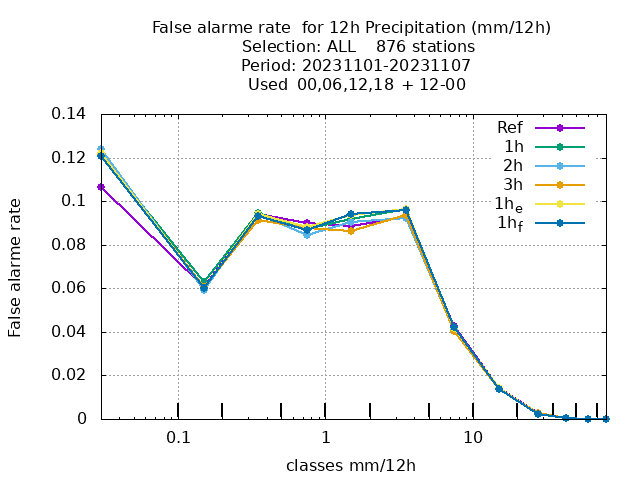 False alarme rate  for 12h Precipitation (mm/12h)
Selection: ALL    876 stations
Period: 20231101-20231107
Used  00,06,12,18  + 12-00
0.14
0.12
0.1
0.08
0.06
0.04
0.02
0
False alarme rate
Ref
1h
2h
3h
1h_e
1h_f
0.1
1
10
classes mm/12h